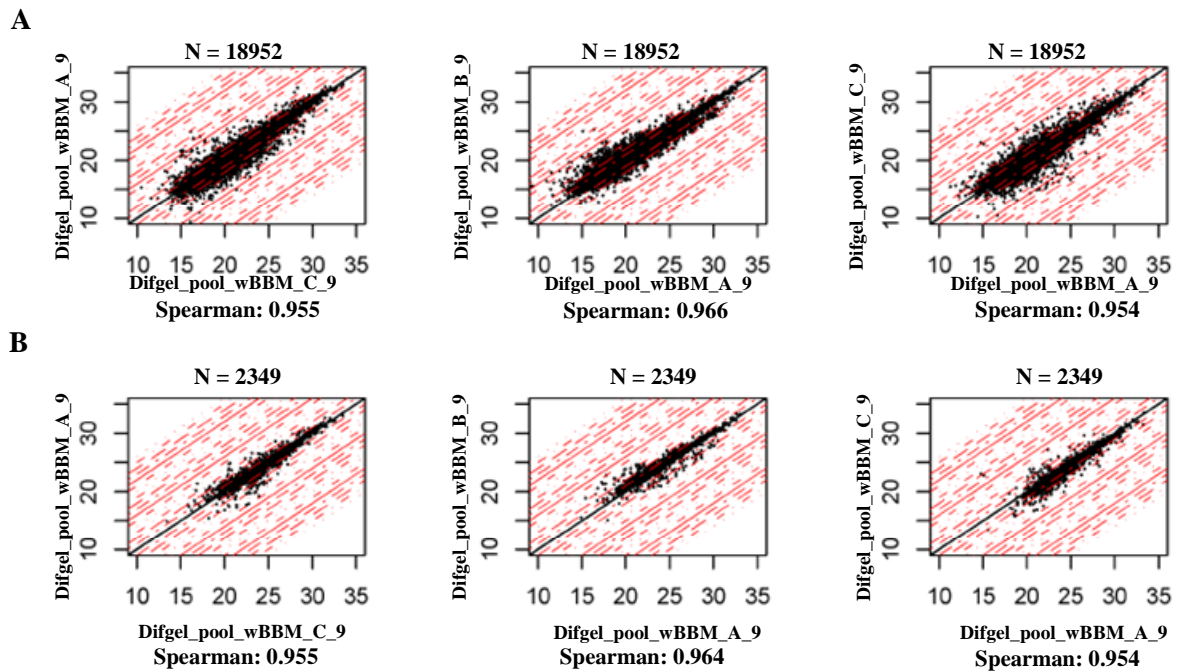 A
N = 18952
N = 18952
N = 18952
Difgel_pool_wBBM_A_9
10 20 30
Difgel_pool_wBBM_B_9
10 20 30
Difgel_pool_wBBM_C_9
10 20 30
10 15 20 25 30 35
10 15 20 25 30 35
10 15 20 25 30 35
Difgel_pool_wBBM_C_9
Difgel_pool_wBBM_A_9
Difgel_pool_wBBM_A_9
Spearman: 0.955
Spearman: 0.966
Spearman: 0.954
B
N = 2349
N = 2349
N = 2349
Difgel_pool_wBBM_A_9
10 20 30
Difgel_pool_wBBM_B_9
10 20 30
Difgel_pool_wBBM_C_9
10 20 30
10 15 20 25 30 35
10 15 20 25 30 35
10 15 20 25 30 35
Difgel_pool_wBBM_C_9
Difgel_pool_wBBM_A_9
Difgel_pool_wBBM_A_9
Spearman: 0.955
Spearman: 0.964
Spearman: 0.954